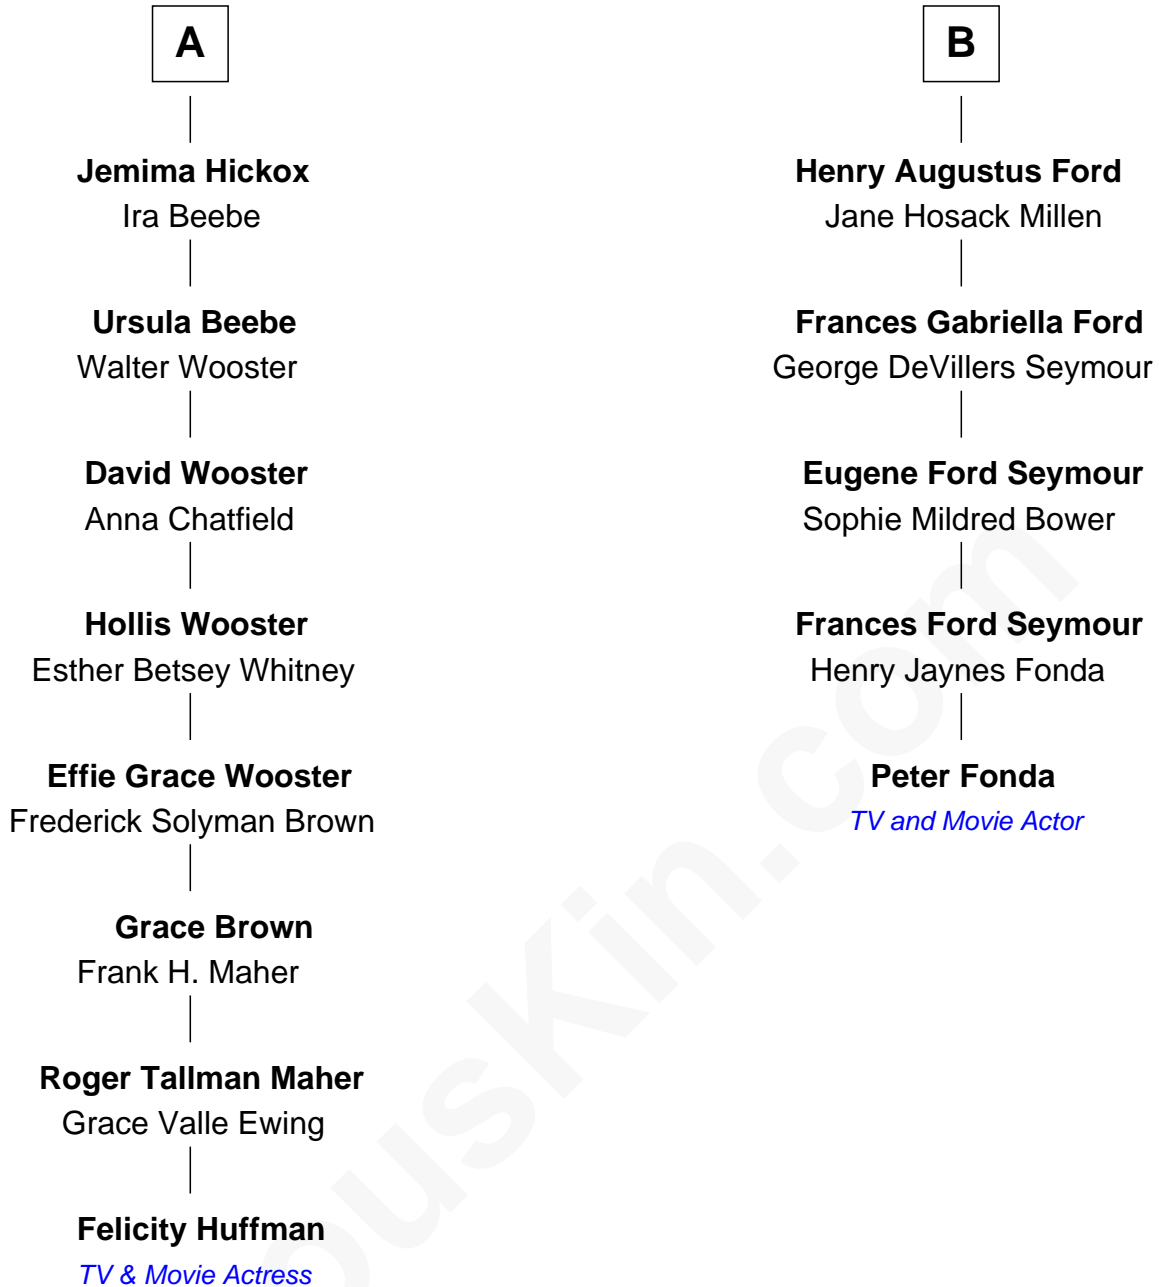 A
Jemima Hickox
Ira Beebe
Ursula Beebe
Walter Wooster
David Wooster
Anna Chatfield
Hollis Wooster
Esther Betsey Whitney
Effie Grace Wooster
Frederick Solyman Brown
Grace Brown
Frank H. Maher
Roger Tallman Maher
Grace Valle Ewing
Felicity Huffman
TV & Movie Actress
B
Henry Augustus Ford
Jane Hosack Millen
Frances Gabriella Ford
George DeVillers Seymour
Eugene Ford Seymour
Sophie Mildred Bower
Frances Ford Seymour
Henry Jaynes Fonda
Peter Fonda
TV and Movie Actor
ousKin.com